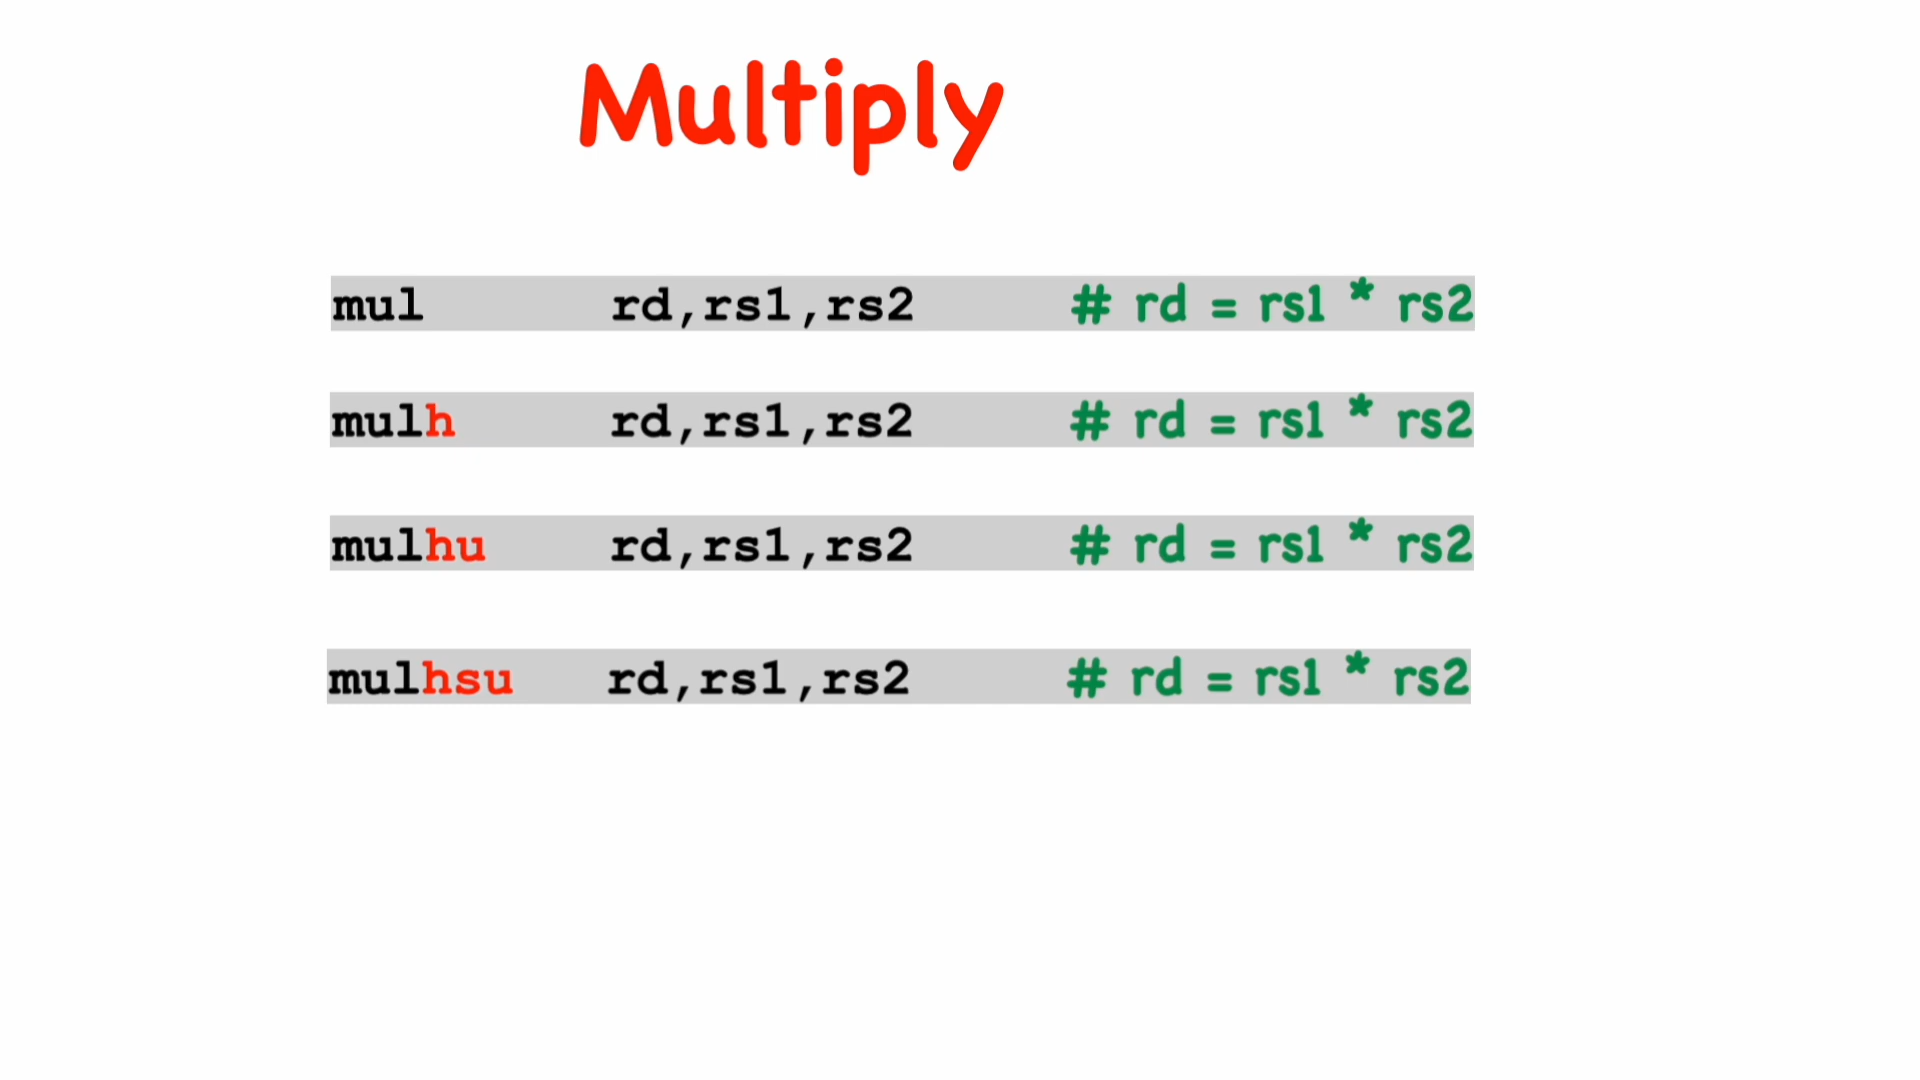 Multiply
mul rd,rs1,rs2 # rd = rs1 * rs2
mulh rd,rs1,rs2 # rd = rs1 * rs2
mulhu rd,rs1,rs2 # rd = rs1 * rs2
mulhsu rd,rs1,rs2 # rd = rs1 * rs2